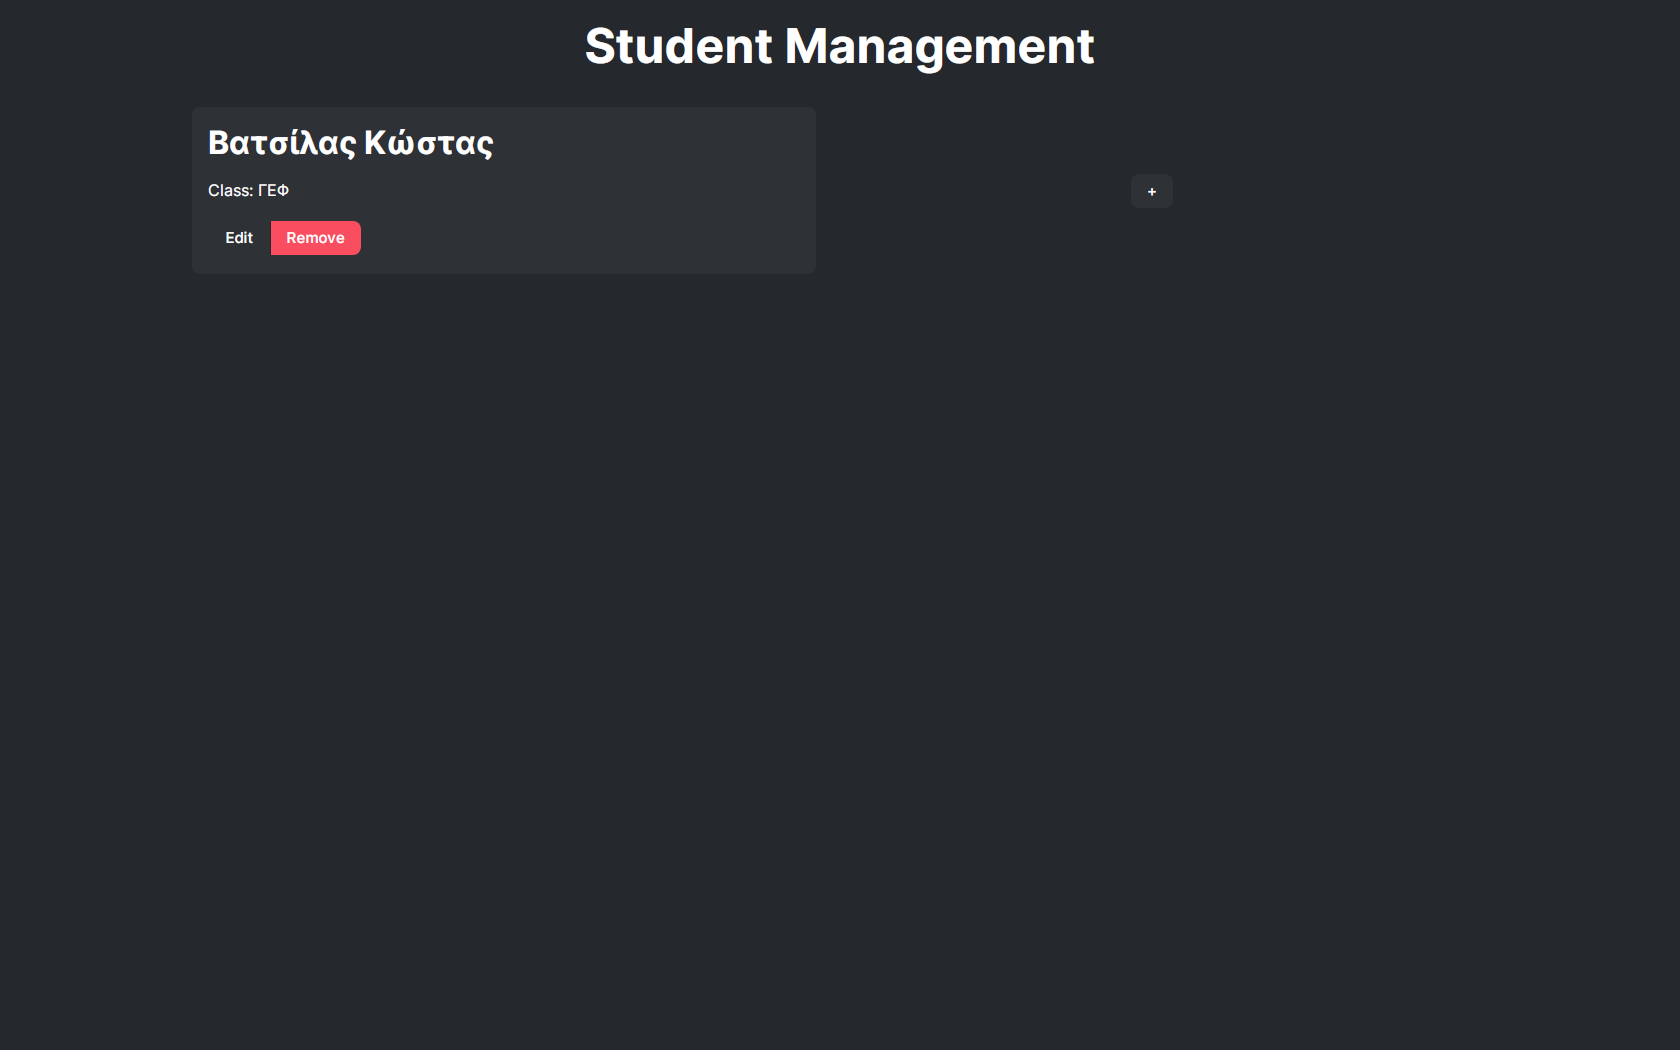 Student Management
Βατσίλας Κώστας
Class: ΓΕΦ
+
Edit
Remove